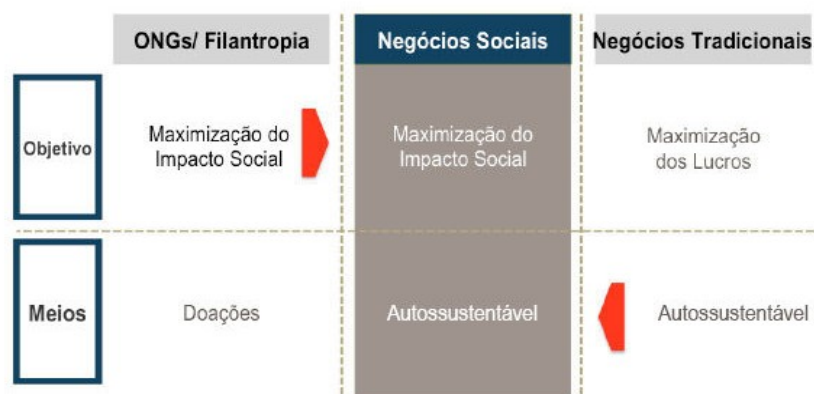 ONGs/ Filantropia
Negócios Sociais
Negócios Tradicionais
Objetivo
Maximização do
Impacto Social
Maximização do
Impacto Social
Maximização
dos Lucros
Meios
Doações
Autossustentável
Autossustentável